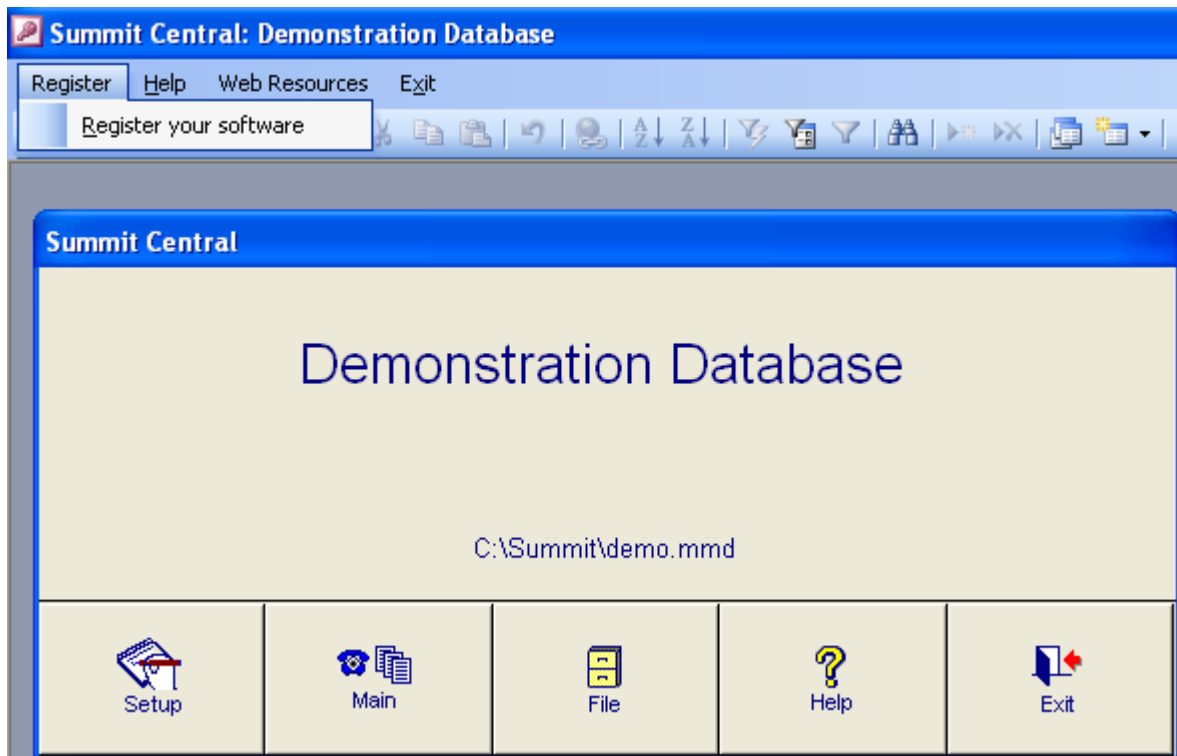 Summit Central: Demonstration Database
Register Help Web Resources Exit
Register your software
Summit Central
Demonstration Database
C:\Summit\demo.mmd
Setup Main File Help Exit